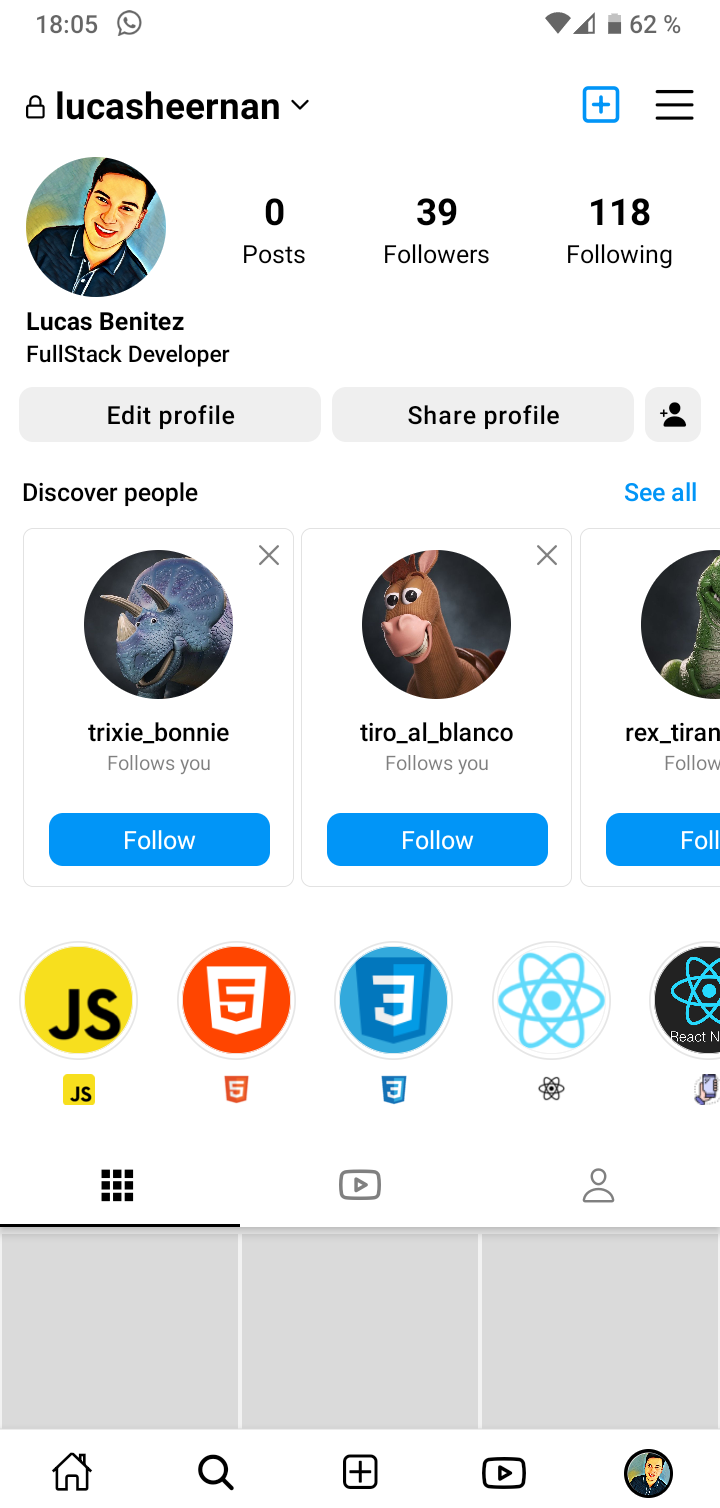 18:05 62 %
lucasheernan
0 39 118
Posts Followers Following
Lucas Benitez
FullStack Developer
Edit profile Share profile
Discover people See all
trixie_bonnie tiro_al_blanco rex_tiran
Follows you Follows you Follow
Follow Follow Foll
JS 5 3 React N
JS 5 3